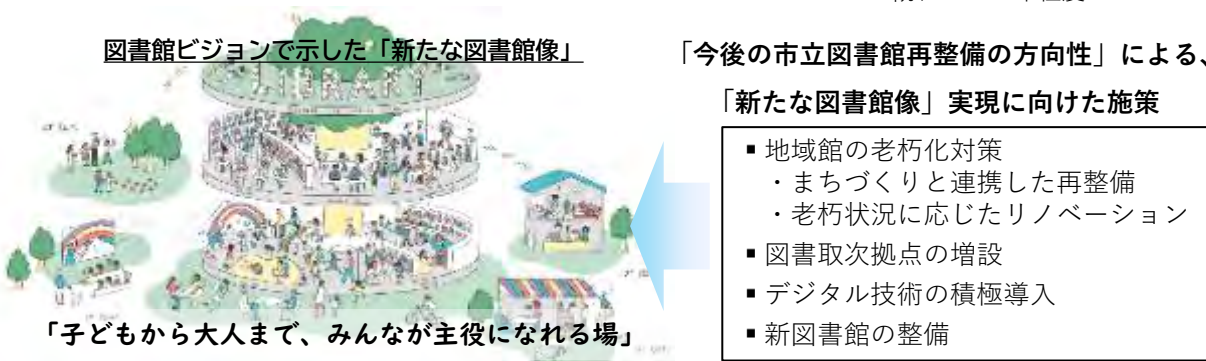 図書館ビジョンで示した「新たな図書館像」
LIBRARY
「子どもから大人まで、みんなが主役になれる場」
「今後の市立図書館再整備の方向性」による、
「新たな図書館像」実現に向けた施策
▪地域館の老朽化対策
・まちづくりと連携した再整備
・老朽状況に応じたリノベーション
▪図書取次拠点の増設
▪デジタル技術の積極導入
▪新図書館の整備